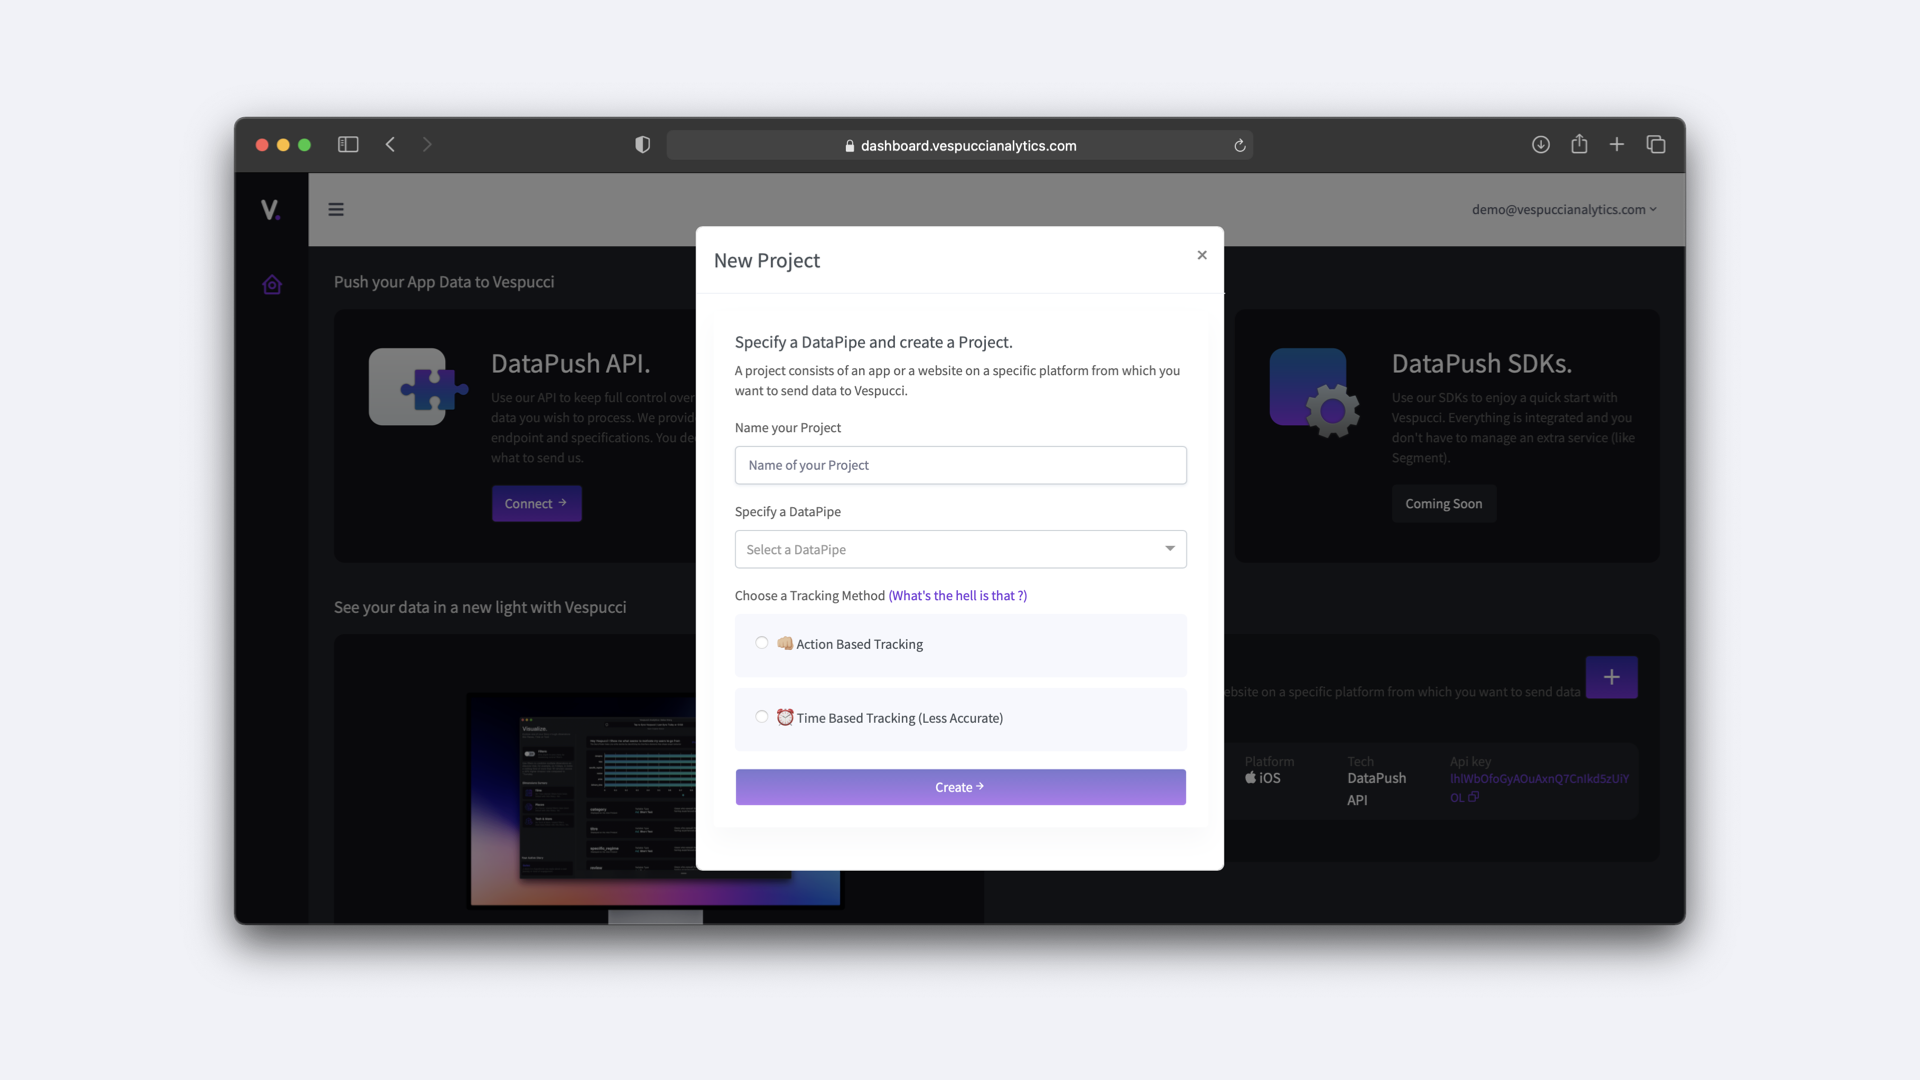 dashboard.vespuccianalytics.com
V.
demo@vespuccianalytics.com
New Project
Push your App Data to Vespucci
DataPush API.
Use our API to keep full control over
data you wish to process. We provid
endpoint and specifications. You de
what to send us.
Connect →
Specify a DataPipe and create a Project.
A project consists of an app or a website on a specific platform from which you
want to send data to Vespucci.
Name your Project
Name of your Project
Specify a DataPipe
Select a DataPipe
Choose a Tracking Method (What's the hell is that ?)
👊🏼 Action Based Tracking
⏰ Time Based Tracking (Less Accurate)
Create →
DataPush SDKs.
Use our SDKs to enjoy a quick start with
Vespucci. Everything is integrated and you
don't have to manage an extra service (like
Segment).
Coming Soon
See your data in a new light with Vespucci
Visualize
ebsite on a specific platform from which you want to send data
+
Platform
iOS
Tech
DataPush
API
Api key
OL